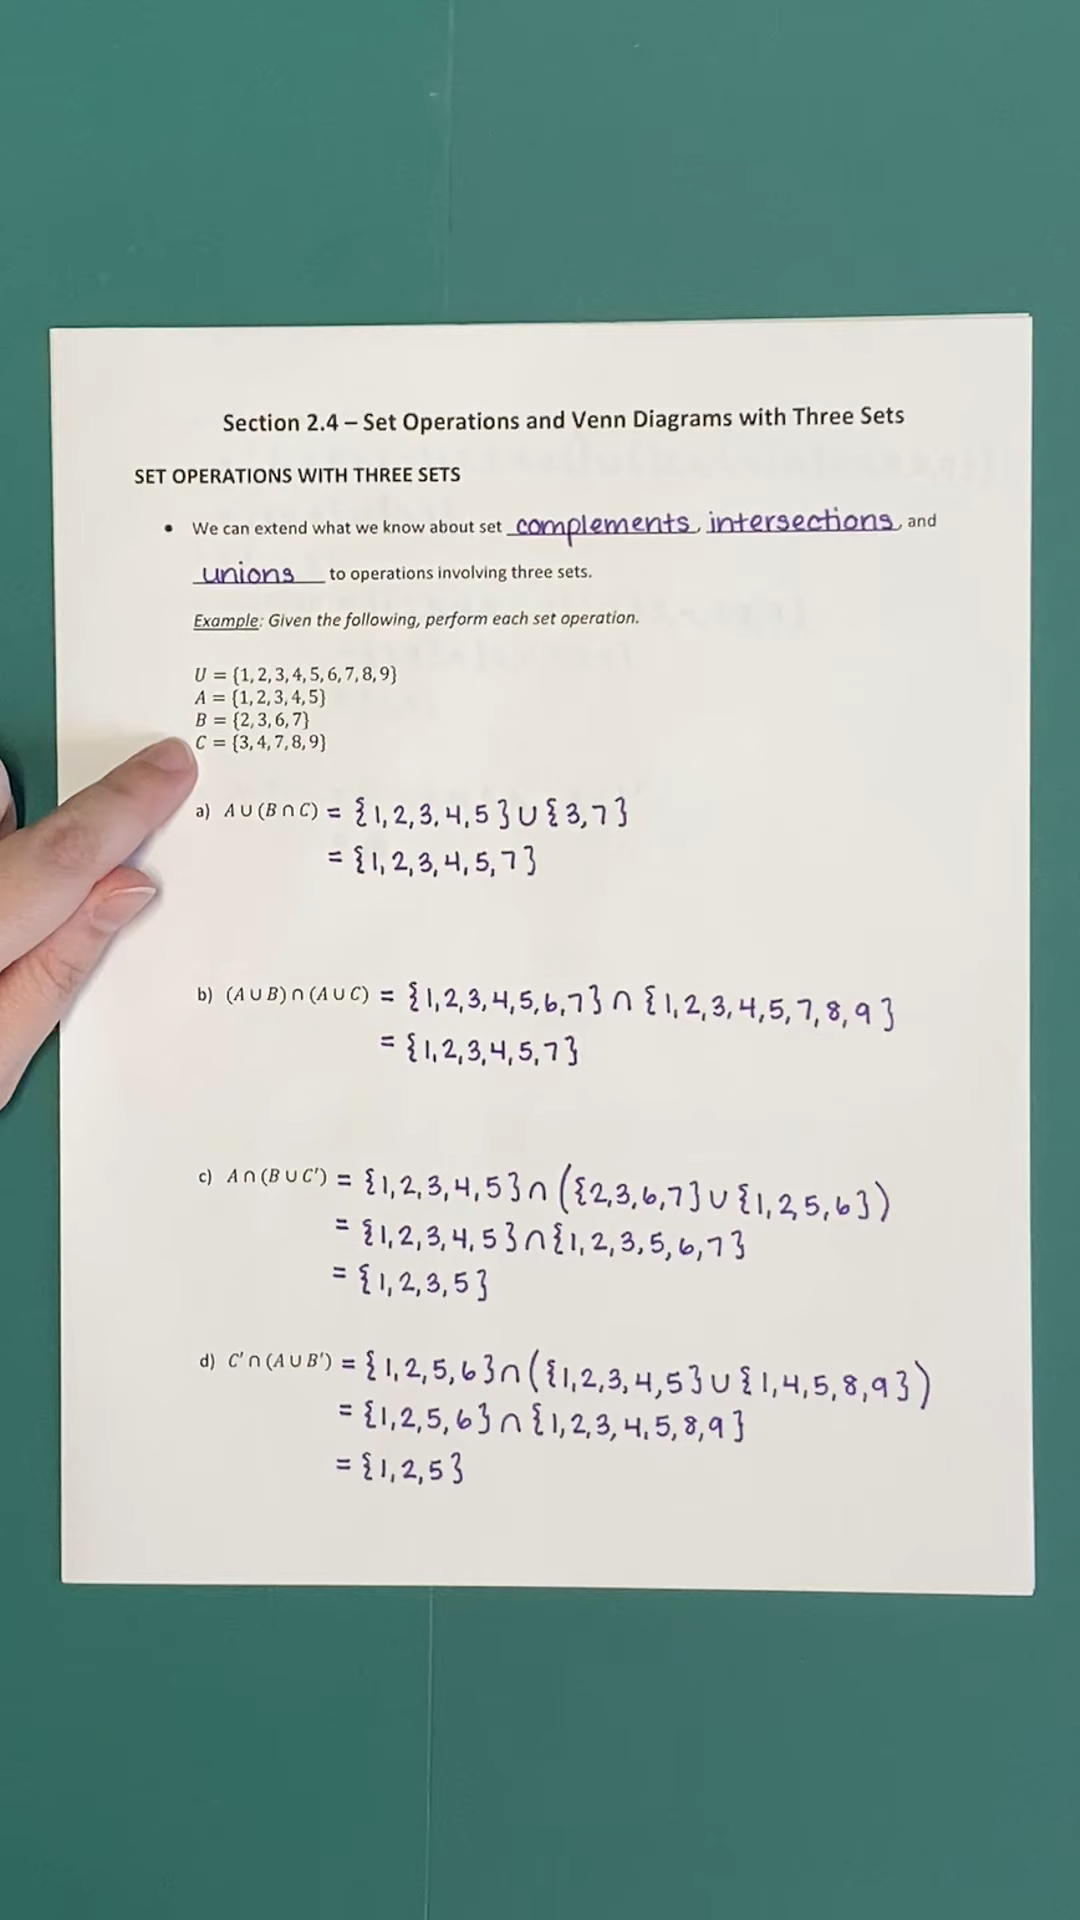 Section 2.4 – Set Operations and Venn Diagrams with Three Sets
SET OPERATIONS WITH THREE SETS
• We can extend what we know about set complements, intersections, and
unions to operations involving three sets.
Example: Given the following, perform each set operation.
U = {1, 2, 3, 4, 5, 6, 7, 8, 9}
A = {1, 2, 3, 4, 5}
B = {2, 3, 6, 7}
C = {3, 4, 7, 8, 9}
a) A ∪ (B ∩ C) = {1, 2, 3, 4, 5} ∪ {3, 7}
= {1, 2, 3, 4, 5, 7}
b) (A ∪ B) ∩ (A ∪ C) = {1, 2, 3, 4, 5, 6, 7} ∩ {1, 2, 3, 4, 5, 7, 8, 9}
= {1, 2, 3, 4, 5, 7}
c) A ∩ (B ∪ C′) = {1, 2, 3, 4, 5} ∩ ({2, 3, 6, 7} ∪ {1, 2, 5, 6})
= {1, 2, 3, 4, 5} ∩ {1, 2, 3, 5, 6, 7}
= {1, 2, 3, 5}
d) C′ ∩ (A ∪ B′) = {1, 2, 5, 6} ∩ ({1, 2, 3, 4, 5} ∪ {1, 4, 5, 8, 9})
= {1, 2, 5, 6} ∩ {1, 2, 3, 4, 5, 8, 9}
= {1, 2, 5}